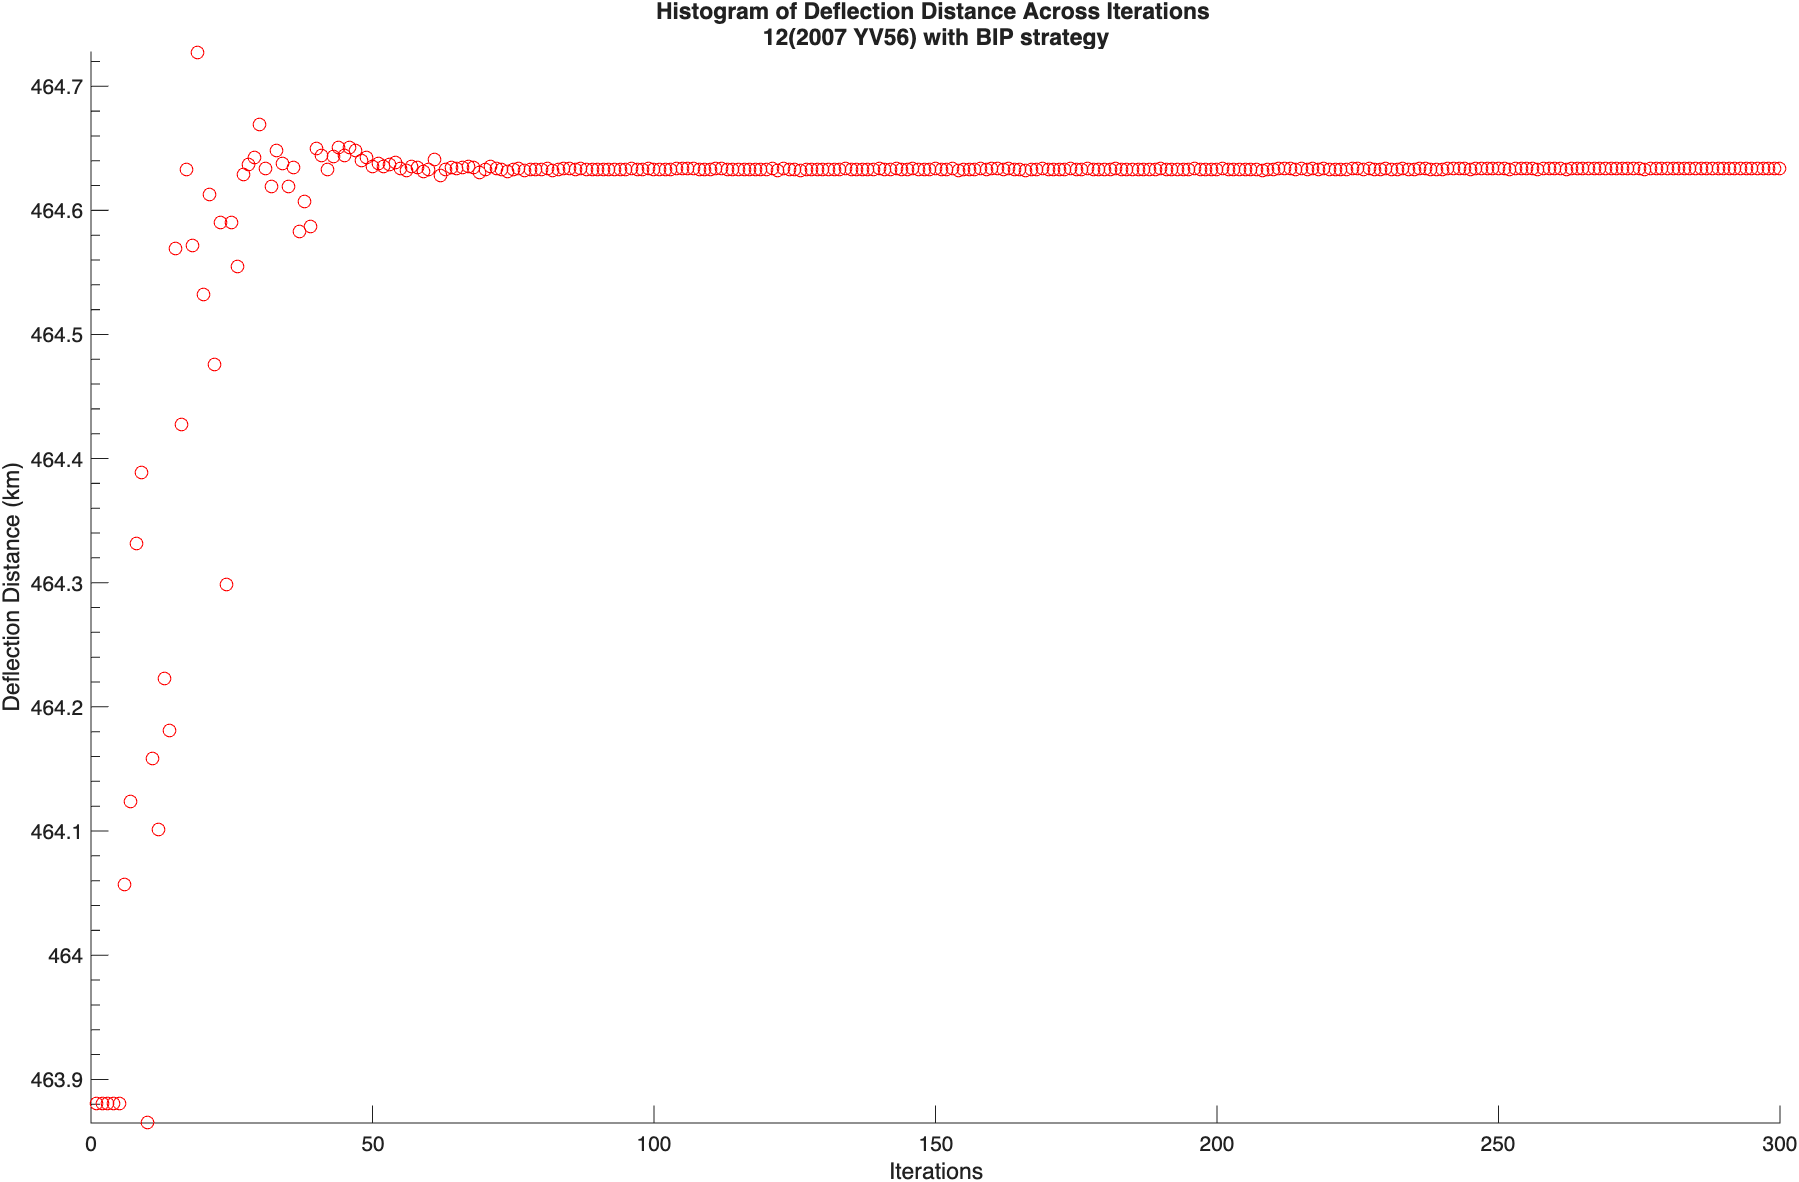 Histogram of Deflection Distance Across Iterations
12(2007 YV56) with BIP strategy
464.7
464.6
464.5
464.4
464.3
464.2
464.1
464
463.9
Deflection Distance (km)
0 50 100 150 200 250 300
Iterations